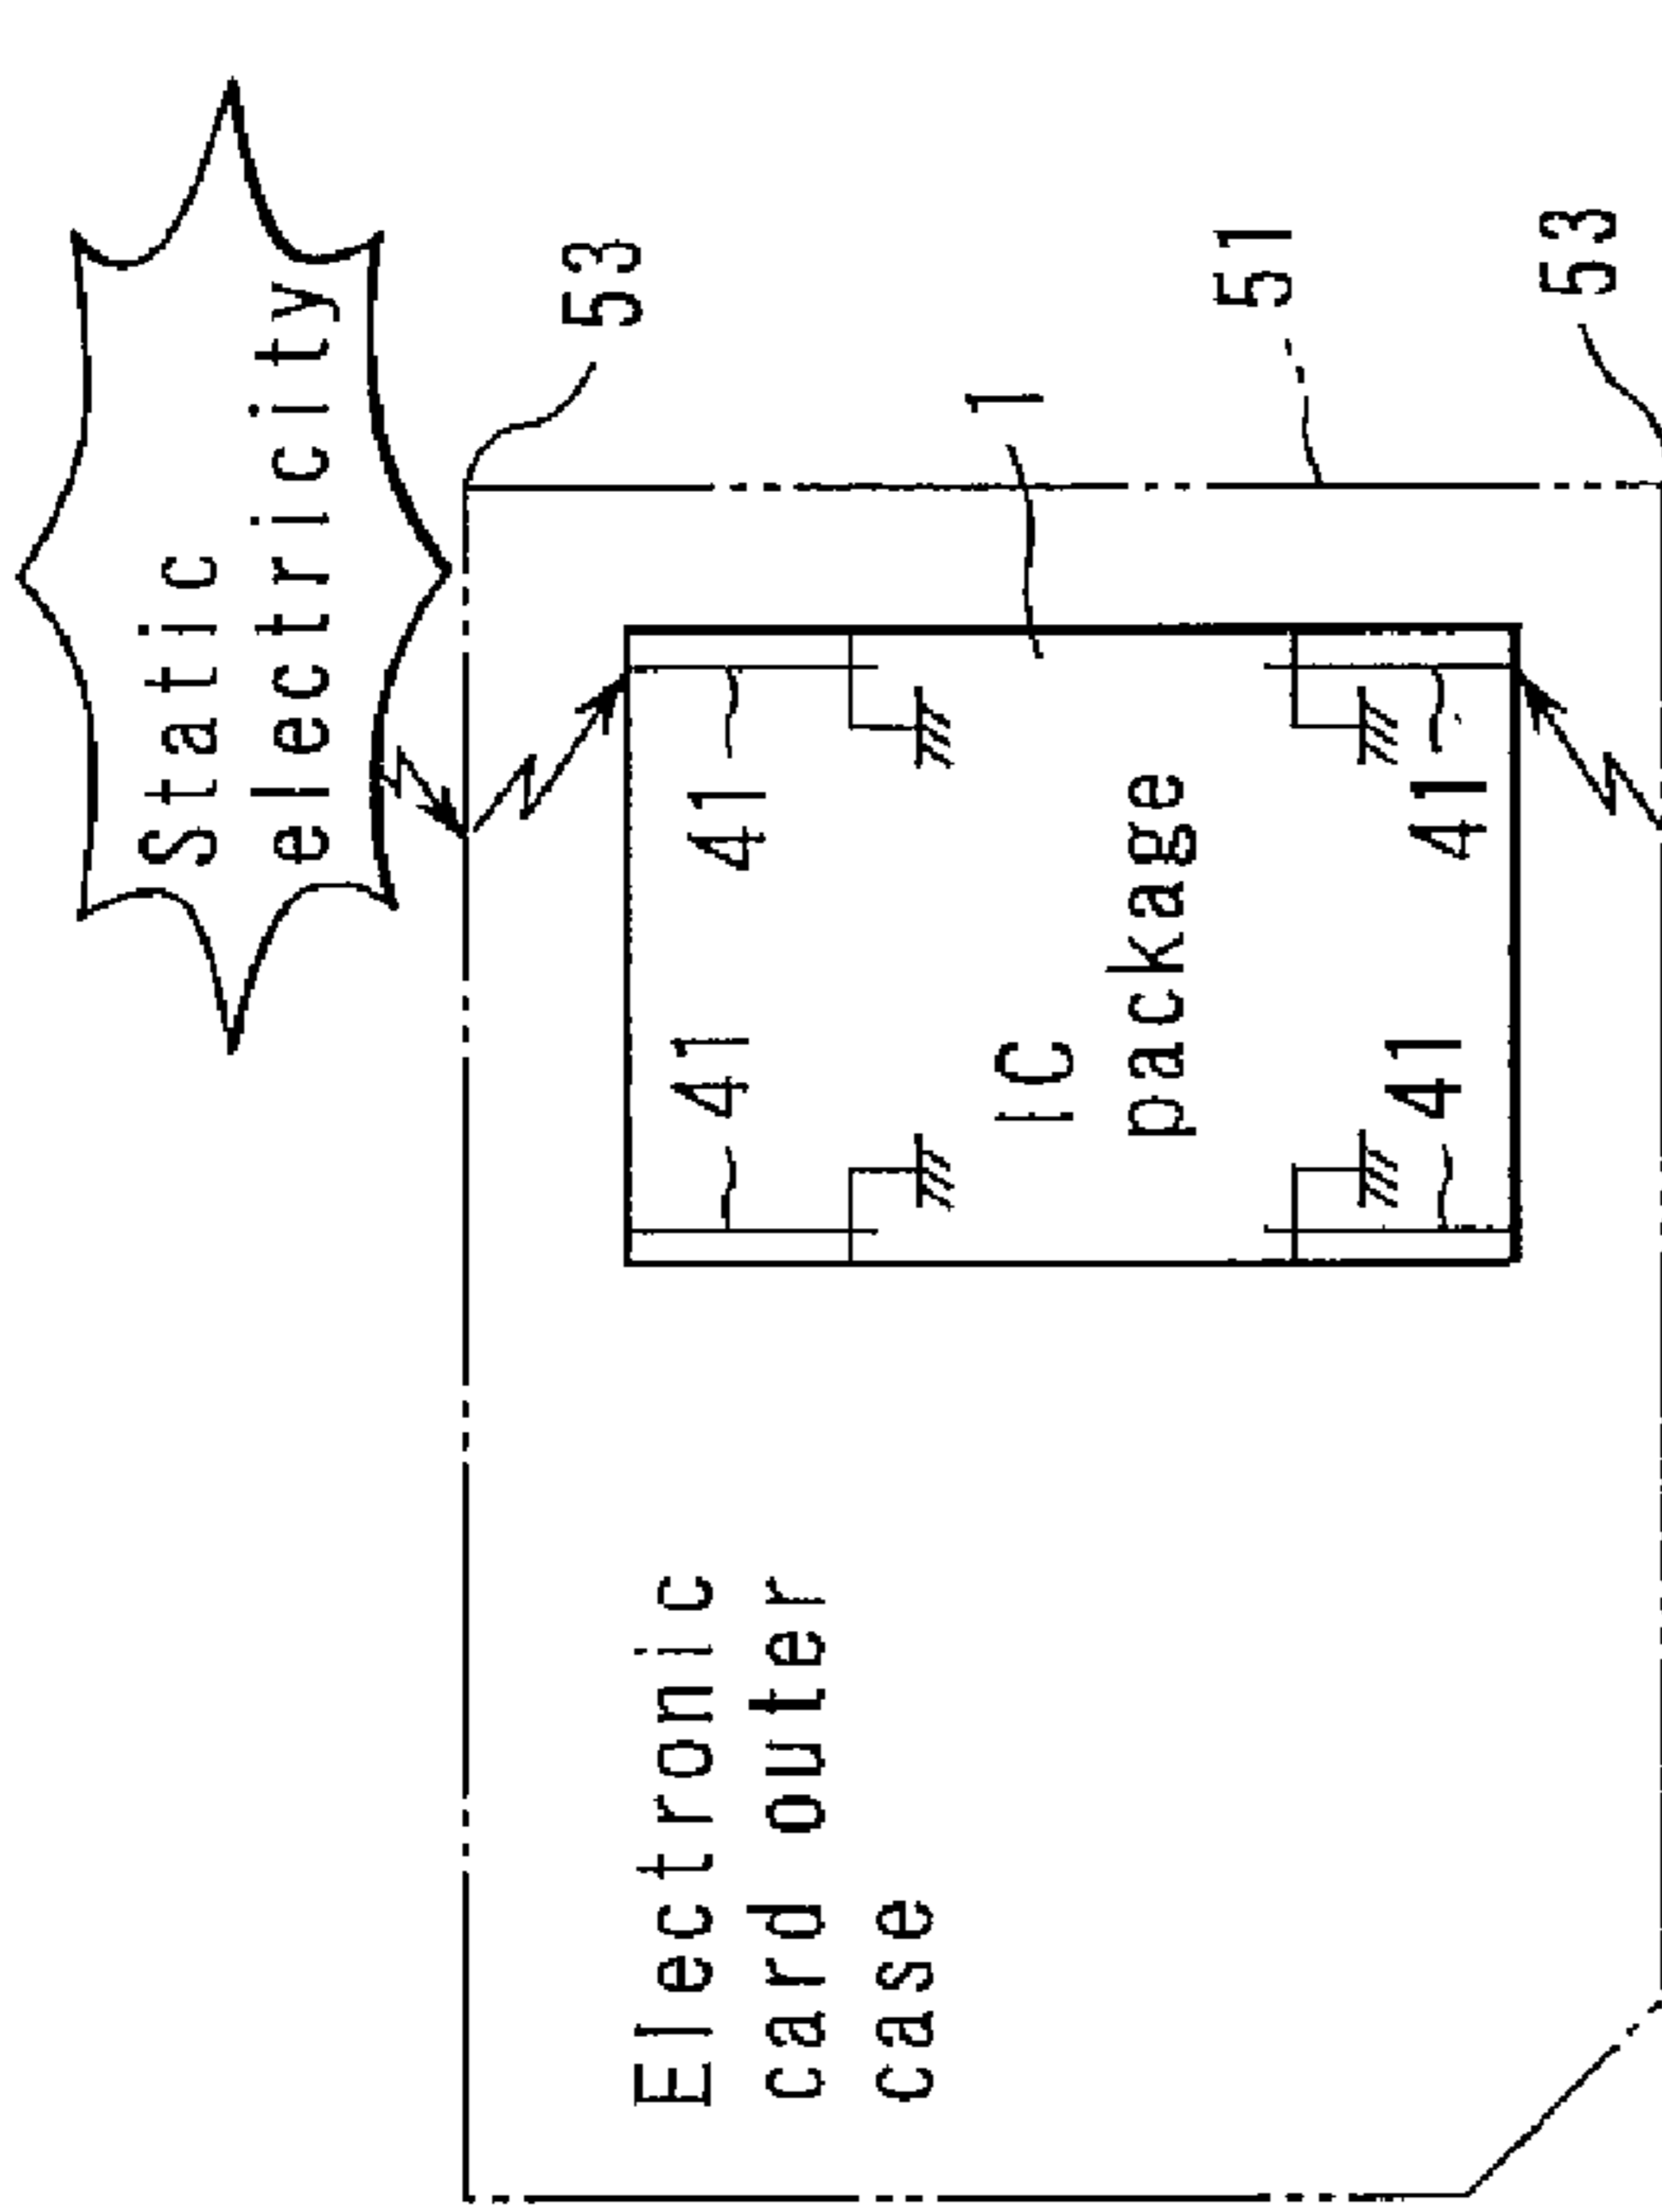 Static
electricity
53
53
51
1
41
41
41
41
IC
package
Electronic
card outer
case